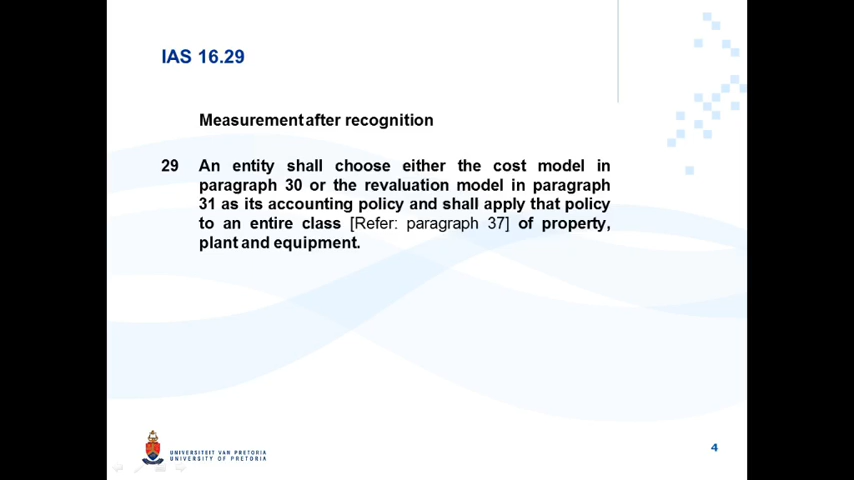 IAS 16.29
Measurement after recognition
29 An entity shall choose either the cost model in
paragraph 30 or the revaluation model in paragraph
31 as its accounting policy and shall apply that policy
to an entire class [Refer: paragraph 37] of property,
plant and equipment.
UNIVERSITEIT VAN PRETORIA
UNIVERSITY OF PRETORIA
4